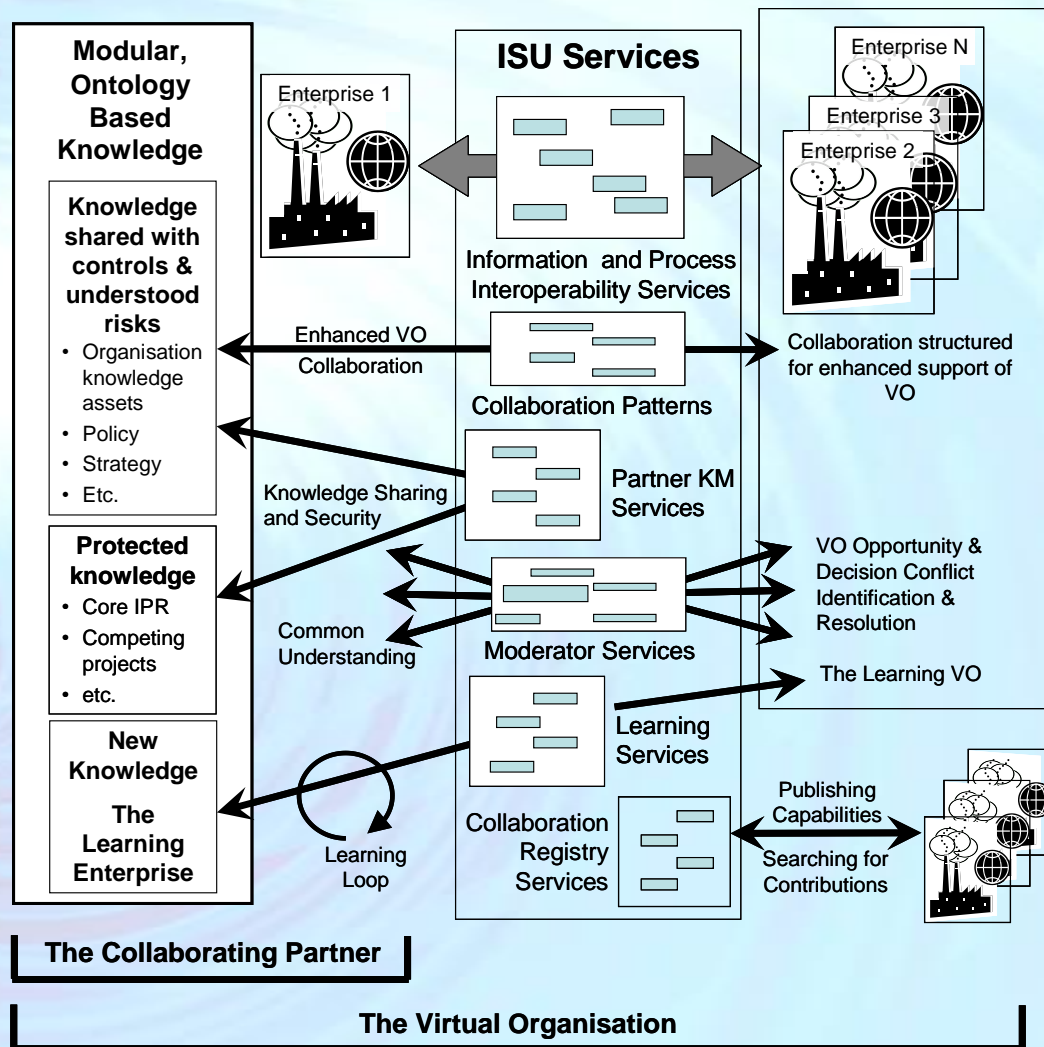 Modular,
Ontology
Based
Knowledge
Knowledge
shared with
controls &
understood
risks
• Organisation
knowledge
assets
• Policy
• Strategy
• Etc.
Protected
knowledge
• Core IPR
• Competing
projects
• etc.
New
Knowledge
The
Learning
Enterprise
Enterprise 1
Enhanced VO
Collaboration
Knowledge Sharing
and Security
Common
Understanding
Learning
Loop
ISU Services
Information and Process
Interoperability Services
Collaboration Patterns
Partner KM
Services
Moderator Services
Learning
Services
Collaboration
Registry
Services
Enterprise N
Enterprise 3
Enterprise 2
Collaboration structured
for enhanced support of
VO
VO Opportunity &
Decision Conflict
Identification &
Resolution
The Learning VO
Publishing
Capabilities
Searching for
Contributions
The Collaborating Partner
The Virtual Organisation